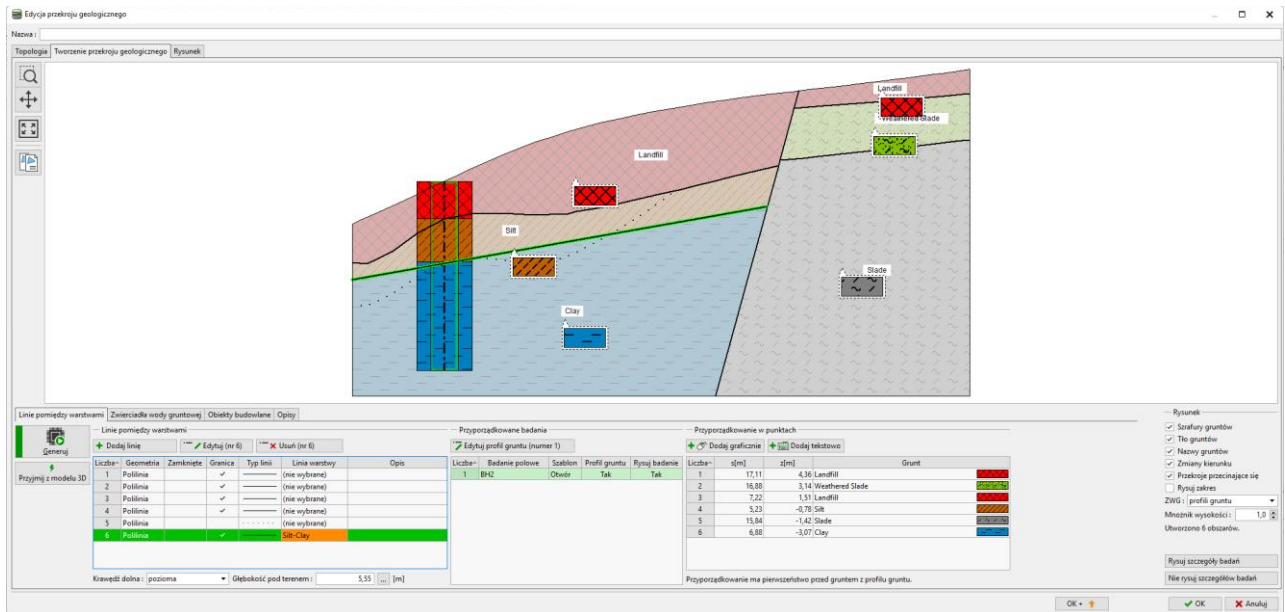 Edycja przekroju geologicznego
Nazwa :
Topologia Tworzenie przekroju geologicznego Rysunek
Landfill
Weathered Slade
Landfill
Silt
Slade
Clay
Linie pomiędzy warstwami Zwierciadła wody gruntowej Obiekty budowlane Opisy
Generuj
Przyjmij z modelu 3D
Linie pomiędzy warstwami
Dodaj linie Edytuj (nr 6) Usuń (nr 6)
Liczba Geometria Zamknięte Granica Typ linii Linia warstwy Opis
1 Polilinia (nie wybrane)
2 Polilinia (nie wybrane)
3 Polilinia (nie wybrane)
4 Polilinia (nie wybrane)
5 Polilinia (nie wybrane)
6 Polilinia Silt-Clay
Krawędź dolna : pozioma Głębokość pod terenem : 5,55 ... [m]
Przyporządkowane badania
Edytuj profil gruntu (numer 1)
Liczba Badanie polowe Szablon Profil gruntu Rysuj badanie
1 BH2 Otwór Tak Tak
Przyporządkowanie w punktach
Dodaj graficznie Dodaj tekstowo
Liczba s[m] z[m] Grunt
1 17,11 4,36 Landfill
2 16,88 3,14 Weathered Slade
3 7,22 1,51 Landfill
4 5,23 -0,78 Silt
5 15,84 -1,42 Slade
6 6,88 -3,07 Clay
Przyporządkowanie ma pierwszeństwo przed gruntem z profilu gruntu.
Rysunek
Szrafury gruntów
Tło gruntów
Nazwy gruntów
Zmiany kierunku
Przekroje przecinające się
Rysuj zakres
ZWG : profili gruntu
Mnożnik wysokości : 1,0
Utworzono 6 obszarów.
Rysuj szczegóły badań
Nie rysuj szczegółów badań
OK + OK Anuluj